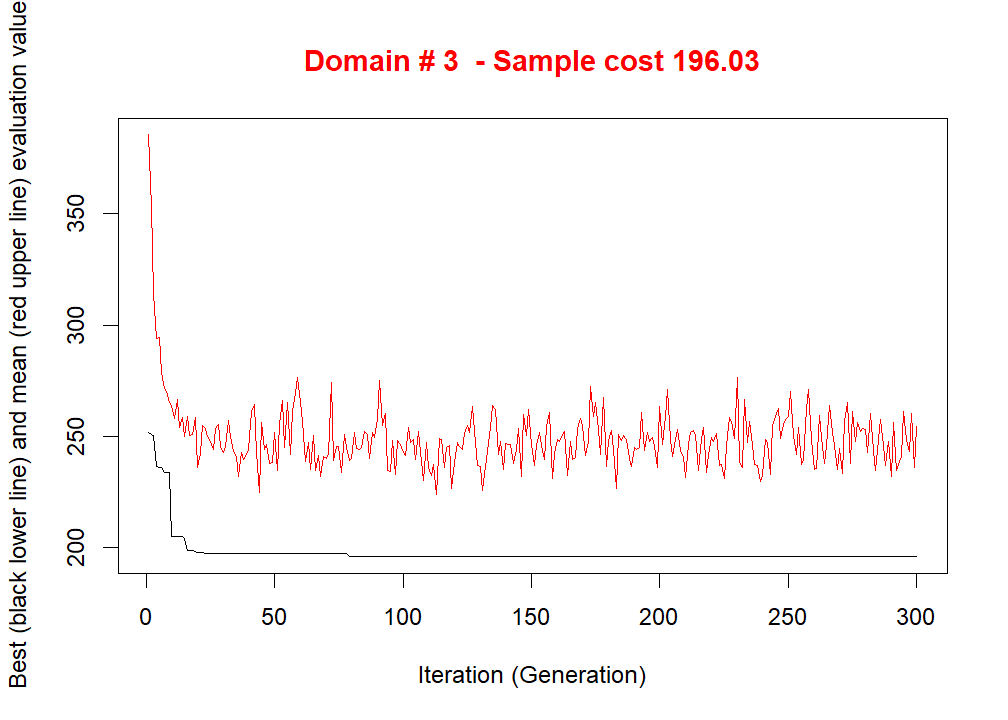 Domain # 3  - Sample cost 196.03
Best (black lower line) and mean (red upper line) evaluation value
350
300
250
200
0 50 100 150 200 250 300
Iteration (Generation)